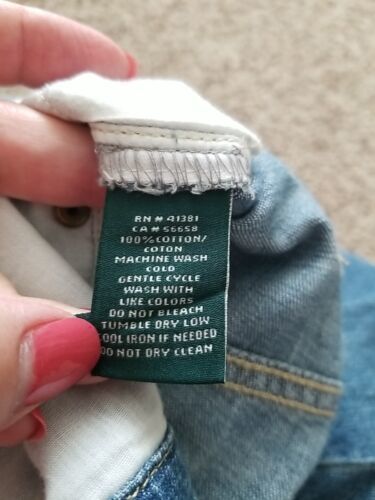 RN # 41381
CA # 56658
100% COTTON/
COTON
MACHINE WASH
COLD
GENTLE CYCLE
WASH WITH
LIKE COLORS
DO NOT BLEACH
TUMBLE DRY LOW
COOL IRON IF NEEDED
DO NOT DRY CLEAN